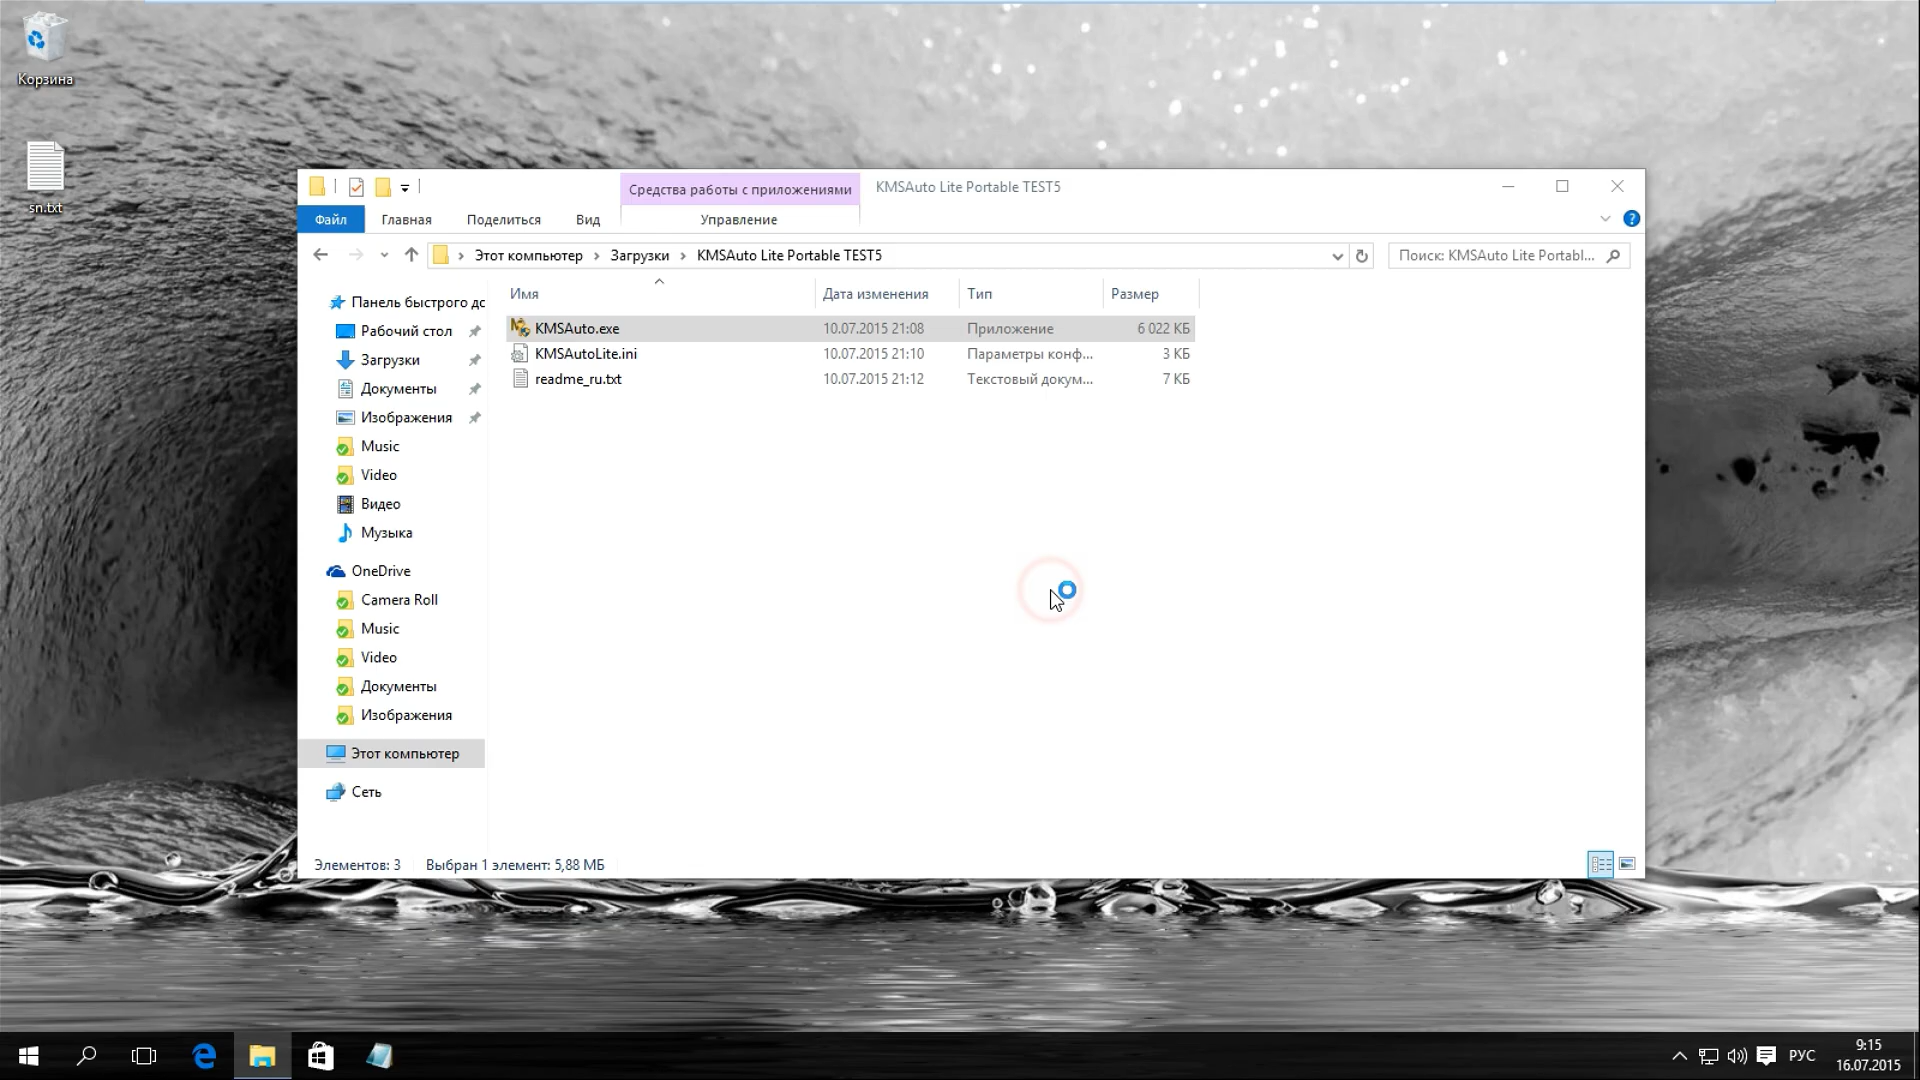 Корзина
sn.txt
Средства работы с приложениями
KMSAuto Lite Portable TEST5
Файл
Главная
Поделиться
Вид
Управление
Этот компьютер
Загрузки
KMSAuto Lite Portable TEST5
Поиск: KMSAuto Lite Portabl...
Имя
Дата изменения
Тип
Размер
KMSAuto.exe
10.07.2015 21:08
Приложение
6 022 КБ
KMSAutoLite.ini
10.07.2015 21:10
Параметры конф...
3 КБ
readme_ru.txt
10.07.2015 21:12
Текстовый докум...
7 КБ
Панель быстрого дс
Рабочий стол
Загрузки
Документы
Изображения
Music
Video
Видео
Музыка
OneDrive
Camera Roll
Music
Video
Документы
Изображения
Этот компьютер
Сеть
Элементов: 3
Выбран 1 элемент: 5,88 МБ
РУС
9:15
16.07.2015